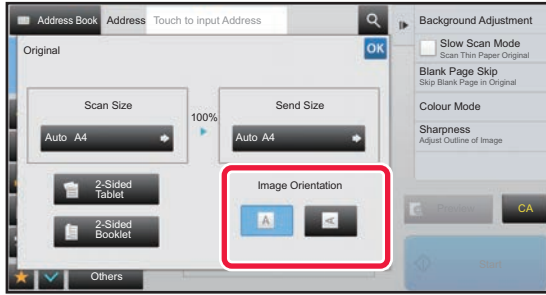 Address Book Address Touch to input Address
Original
OK
Scan Size
100%
Send Size
Auto A4
Auto A4
2-Sided
Tablet
2-Sided
Booklet
Image Orientation
A
A
Others
Background Adjustment
Slow Scan Mode
Scan Thin Paper Original
Blank Page Skip
Skip Blank Page in Original
Colour Mode
Sharpness
Adjust Outline of Image
Preview
CA
Start